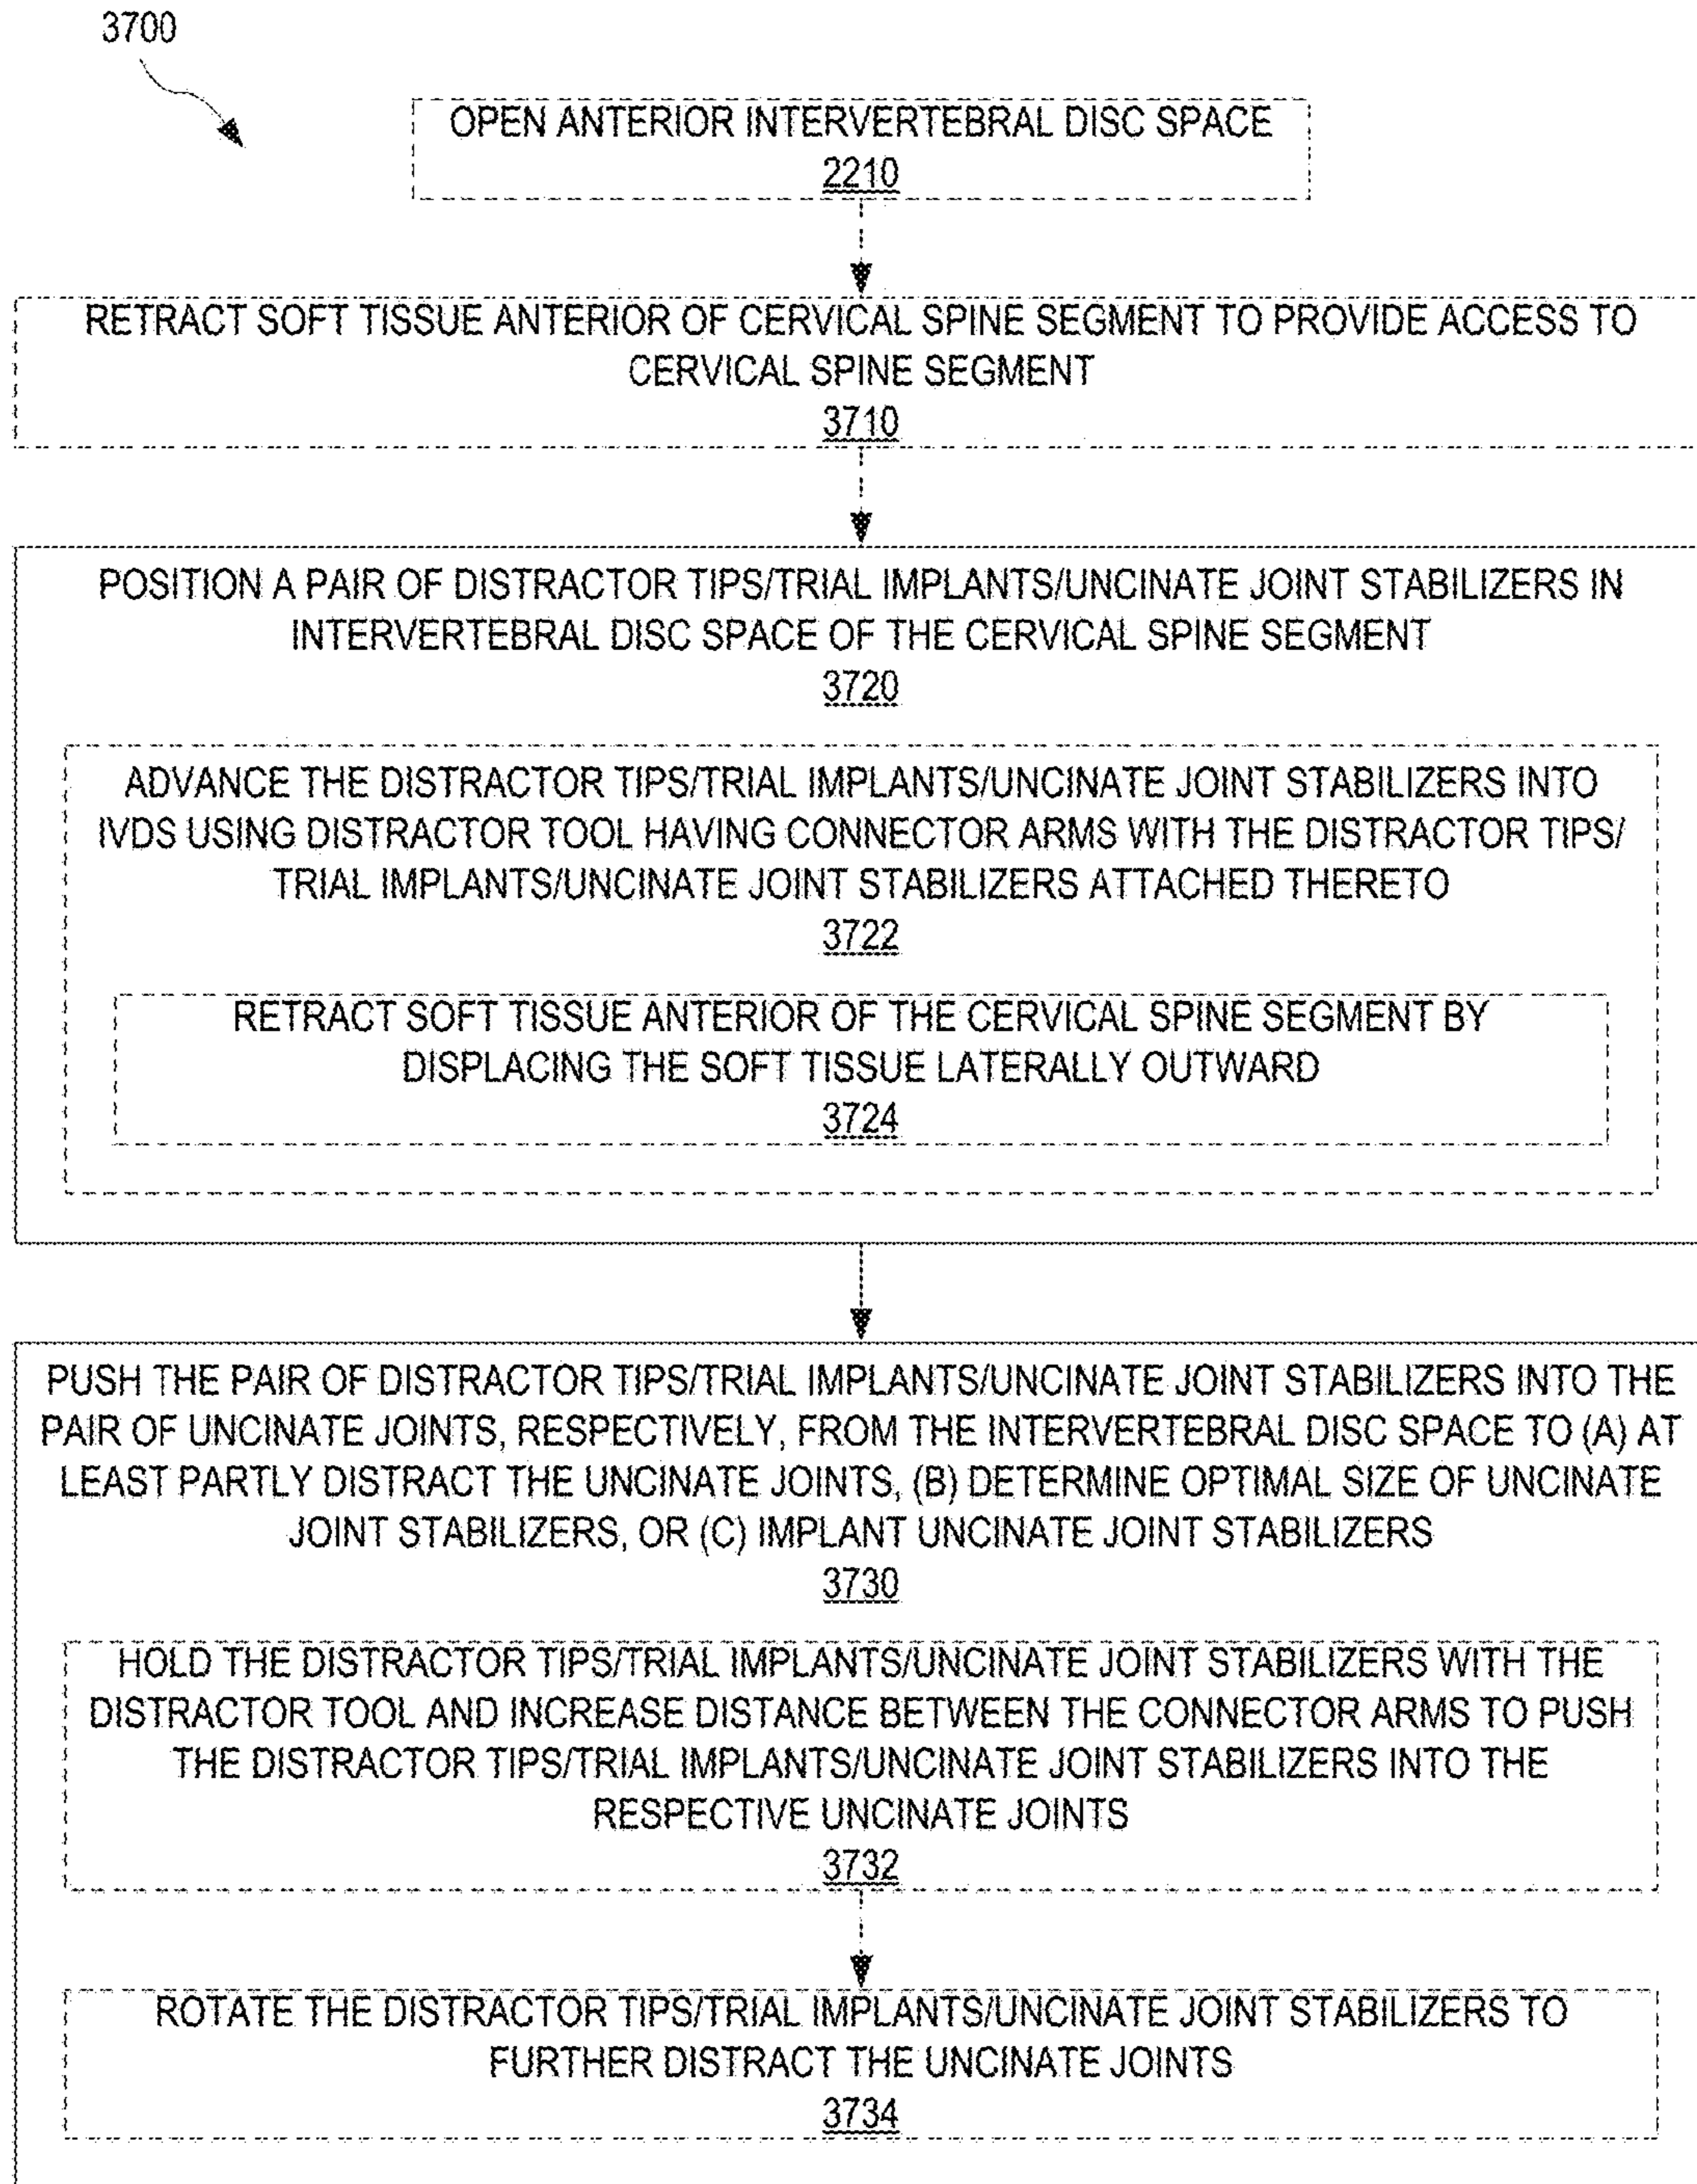 3700
OPEN ANTERIOR INTERVERTEBRAL DISC SPACE
2210
RETRACT SOFT TISSUE ANTERIOR OF CERVICAL SPINE SEGMENT TO PROVIDE ACCESS TO
CERVICAL SPINE SEGMENT
3710
POSITION A PAIR OF DISTRACTOR TIPS/TRIAL IMPLANTS/UNCINATE JOINT STABILIZERS IN
INTERVERTEBRAL DISC SPACE OF THE CERVICAL SPINE SEGMENT
3720
ADVANCE THE DISTRACTOR TIPS/TRIAL IMPLANTS/UNCINATE JOINT STABILIZERS INTO
IVDS USING DISTRACTOR TOOL HAVING CONNECTOR ARMS WITH THE DISTRACTOR TIPS/
TRIAL IMPLANTS/UNCINATE JOINT STABILIZERS ATTACHED THERETO
3722
RETRACT SOFT TISSUE ANTERIOR OF THE CERVICAL SPINE SEGMENT BY
DISPLACING THE SOFT TISSUE LATERALLY OUTWARD
3724
PUSH THE PAIR OF DISTRACTOR TIPS/TRIAL IMPLANTS/UNCINATE JOINT STABILIZERS INTO THE
PAIR OF UNCINATE JOINTS, RESPECTIVELY, FROM THE INTERVERTEBRAL DISC SPACE TO (A) AT
LEAST PARTLY DISTRACT THE UNCINATE JOINTS, (B) DETERMINE OPTIMAL SIZE OF UNCINATE
JOINT STABILIZERS, OR (C) IMPLANT UNCINATE JOINT STABILIZERS
3730
HOLD THE DISTRACTOR TIPS/TRIAL IMPLANTS/UNCINATE JOINT STABILIZERS WITH THE
DISTRACTOR TOOL AND INCREASE DISTANCE BETWEEN THE CONNECTOR ARMS TO PUSH
THE DISTRACTOR TIPS/TRIAL IMPLANTS/UNCINATE JOINT STABILIZERS INTO THE
RESPECTIVE UNCINATE JOINTS
3732
ROTATE THE DISTRACTOR TIPS/TRIAL IMPLANTS/UNCINATE JOINT STABILIZERS TO
FURTHER DISTRACT THE UNCINATE JOINTS
3734